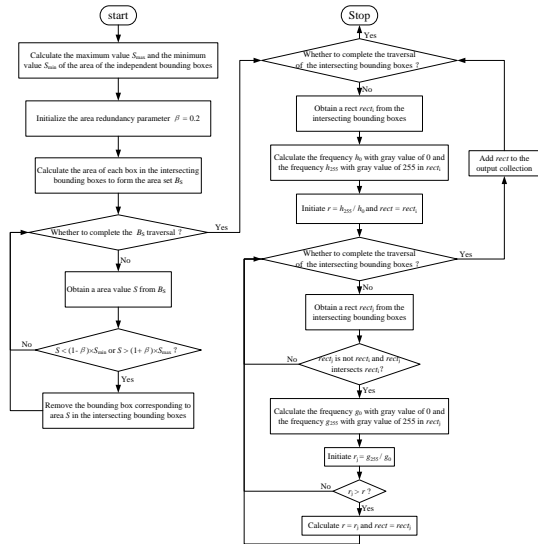 start
Calculate the maximum value Smax and the minimum
value Smin of the area of the independent bounding boxes
Initialize the area redundancy parameter β = 0.2
Calculate the area of each box in the intersecting
bounding boxes to form the area set BS
Whether to complete the BS traversal ?
Yes
No
Obtain a area value S from BS
S < (1- β)×Smin or S > (1+ β)×Smax ?
No
Yes
Remove the bounding box corresponding to
area S in the intersecting bounding boxes
Stop
Yes
Whether to complete the traversal
of the intersecting bounding boxes ?
No
Obtain a rect recti from the
intersecting bounding boxes
Calculate the frequency h0 with gray value of 0 and
the frequency h255 with gray value of 255 in recti
Initiate r = h255 / h0 and rect = recti
Whether to complete the traversal
of the intersecting bounding boxes ?
Yes
Add rect to the
output collection
No
Obtain a rect rectj from the
intersecting bounding boxes
rectj is not recti and rectj
intersects recti?
No
Yes
Calculate the frequency g0 with gray value of 0 and
the frequency g255 with gray value of 255 in rectj
Initiate rj = g255 / g0
rj > r ?
No
Yes
Calculate r = rj and rect = rectj